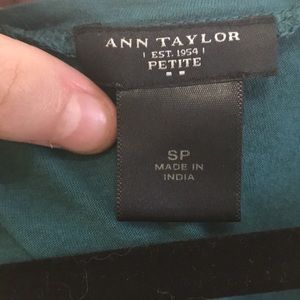 ANN TAYLOR
EST. 1954
PETITE
SP
MADE IN
INDIA